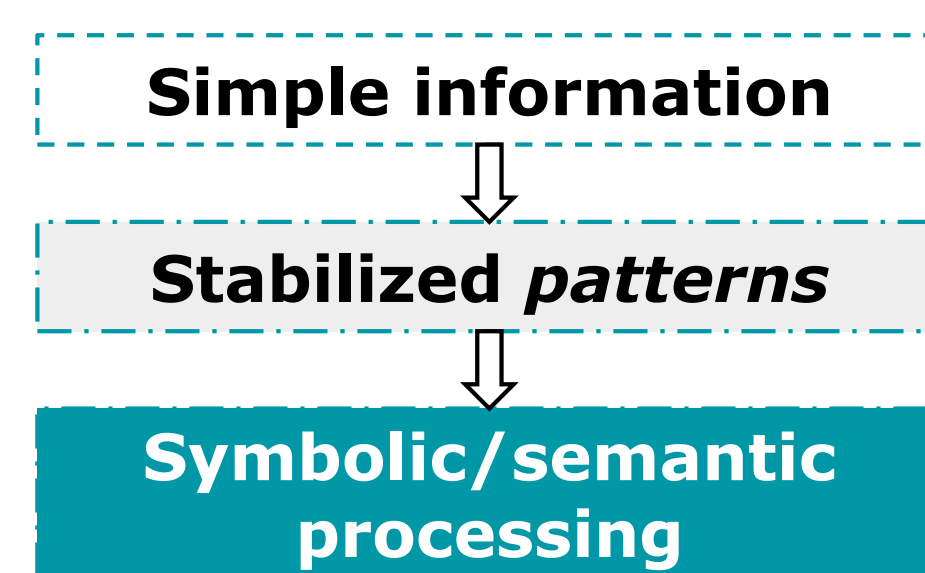 Simple information
Stabilized patterns
Symbolic/semantic
processing